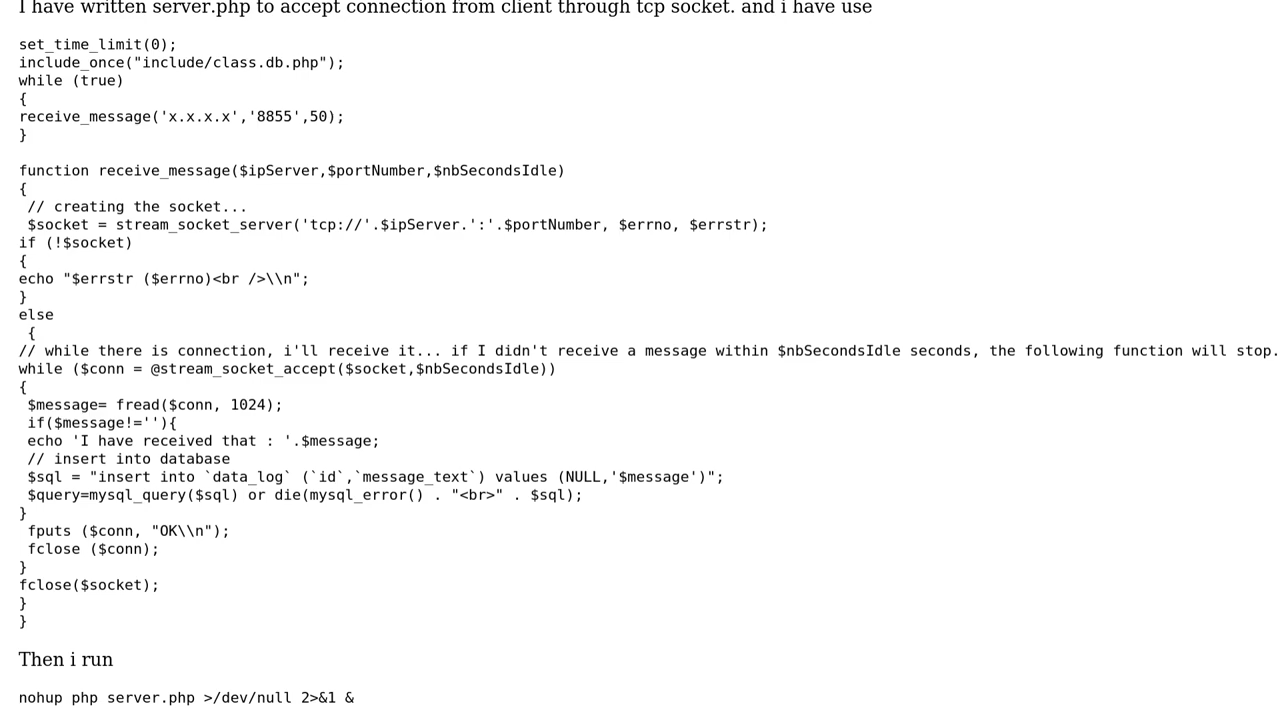 I have written server.php to accept connection from client through tcp socket. and i have use
set_time_limit(0);
include_once("include/class.db.php");
while (true)
{
receive_message('x.x.x.x','8855',50);
}
function receive_message($ipServer,$portNumber,$nbSecondsIdle)
{
// creating the socket...
$socket = stream_socket_server('tcp://'.$ipServer.':'.$portNumber, $errno, $errstr);
if (!$socket)
{
echo "$errstr ($errno)<br />\\n";
}
else
{
// while there is connection, i'll receive it... if I didn't receive a message within $nbSecondsIdle seconds, the following function will stop.
while ($conn = @stream_socket_accept($socket,$nbSecondsIdle))
{
$message= fread($conn, 1024);
if($message!=''){
echo 'I have received that : '.$message;
// insert into database
$sql = "insert into `data_log` (`id`,`message_text`) values (NULL,'$message')";
$query=mysql_query($sql) or die(mysql_error() . "<br>" . $sql);
}
fputs ($conn, "OK\\n");
fclose ($conn);
}
fclose($socket);
}
}
Then i run
nohup php server.php >/dev/null 2>&1 &